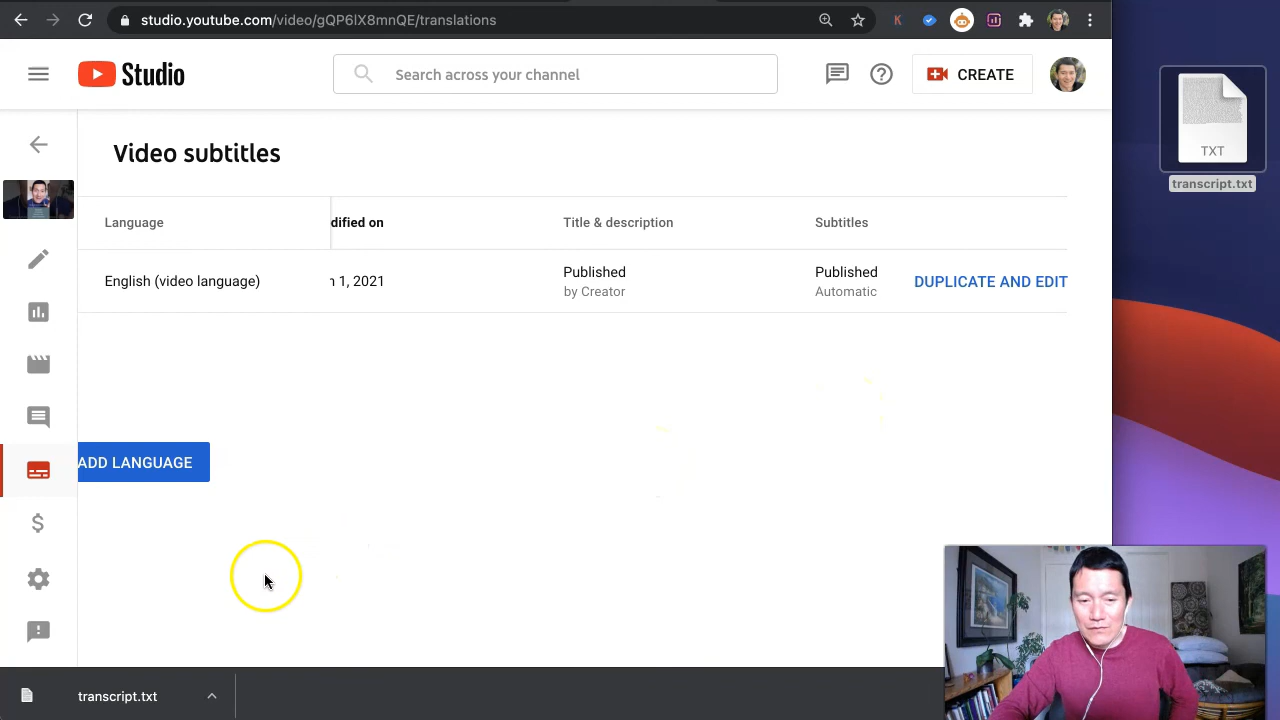 studio.youtube.com/video/gQP6lX8mnQE/translations
Studio
Search across your channel
CREATE
TXT
transcript.txt
Video subtitles
Language
dified on
Title & description
Subtitles
English (video language)
n 1, 2021
Published
by Creator
Published
Automatic
DUPLICATE AND EDIT
ADD LANGUAGE
transcript.txt